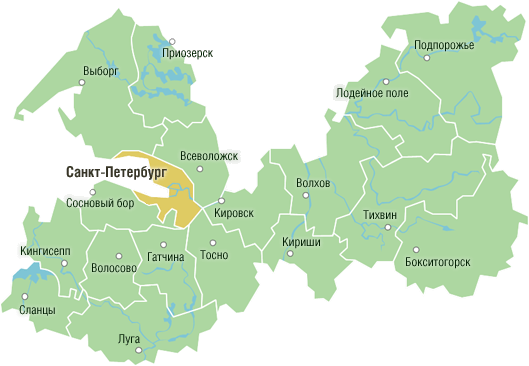 Подпорожье
Приозерск
Выборг
Лодейное поле
Всеволожск
Санкт-Петербург
Волхов
Сосновый бор
Кировск
Тихвин
Кингисепп
Гатчина
Тосно
Кириши
Волосово
Бокситогорск
Сланцы
Луга